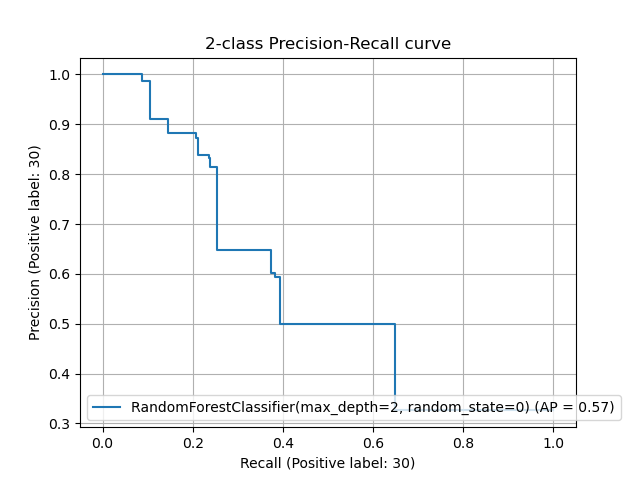 2-class Precision-Recall curve
1.0
0.9
0.8
0.7
0.6
0.5
0.4
0.3
Precision (Positive label: 30)
RandomForestClassifier(max_depth=2, random_state=0) (AP = 0.57)
0.0 0.2 0.4 0.6 0.8 1.0
Recall (Positive label: 30)